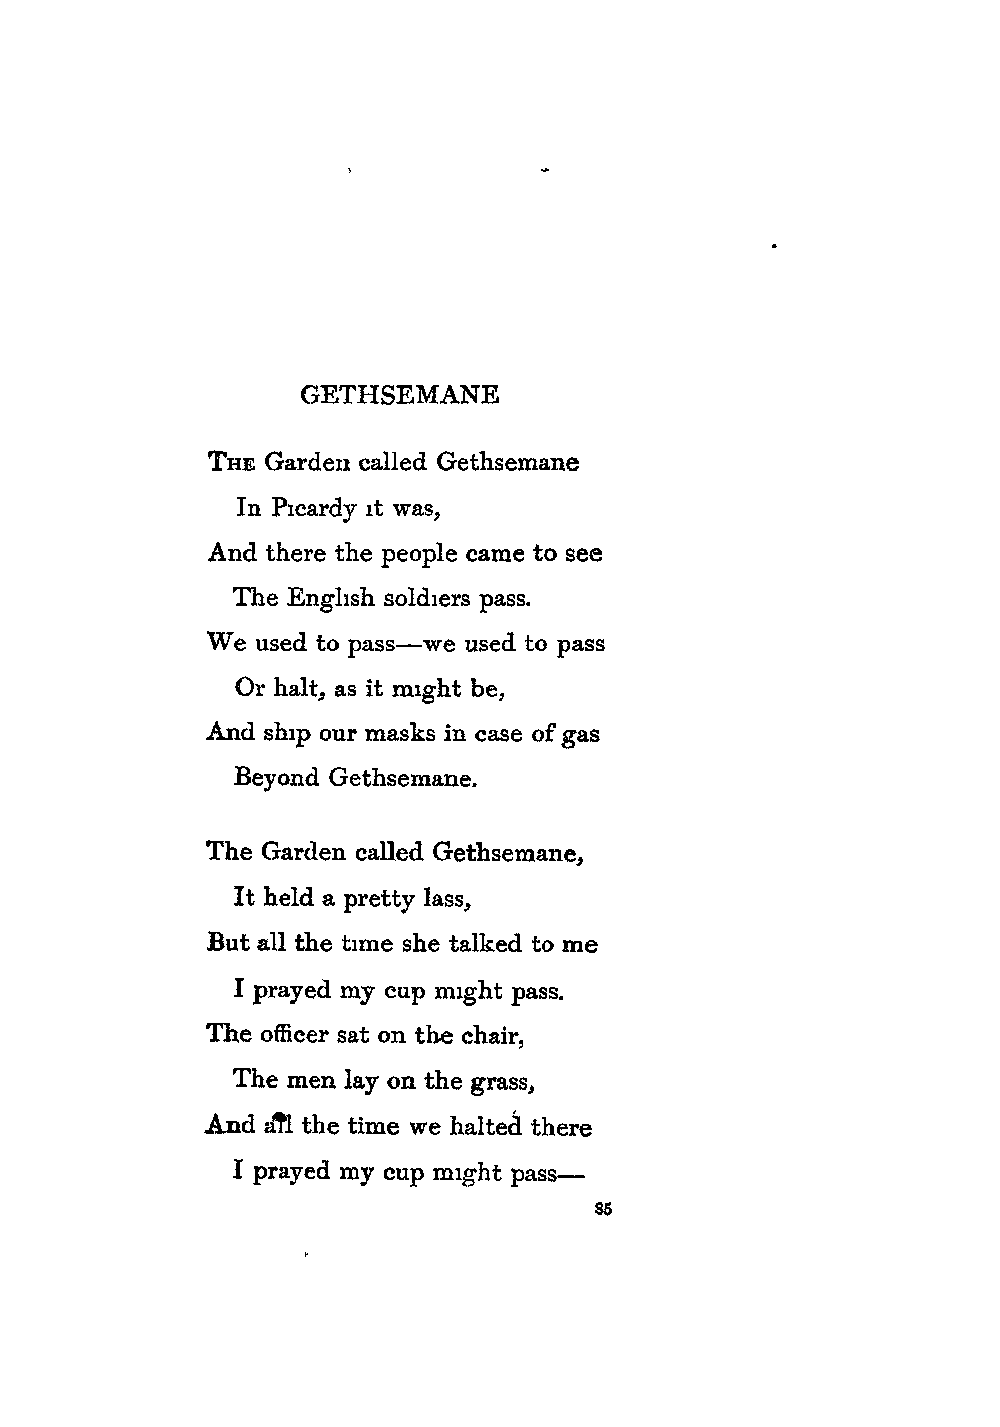 GETHSEMANE
THE Garden called Gethsemane
In Picardy it was,
And there the people came to see
The English soldiers pass.
We used to pass—we used to pass
Or halt, as it might be,
And ship our masks in case of gas
Beyond Gethsemane.
The Garden called Gethsemane,
It held a pretty lass,
But all the time she talked to me
I prayed my cup might pass.
The officer sat on the chair,
The men lay on the grass,
And all the time we halted there
I prayed my cup might pass—
85